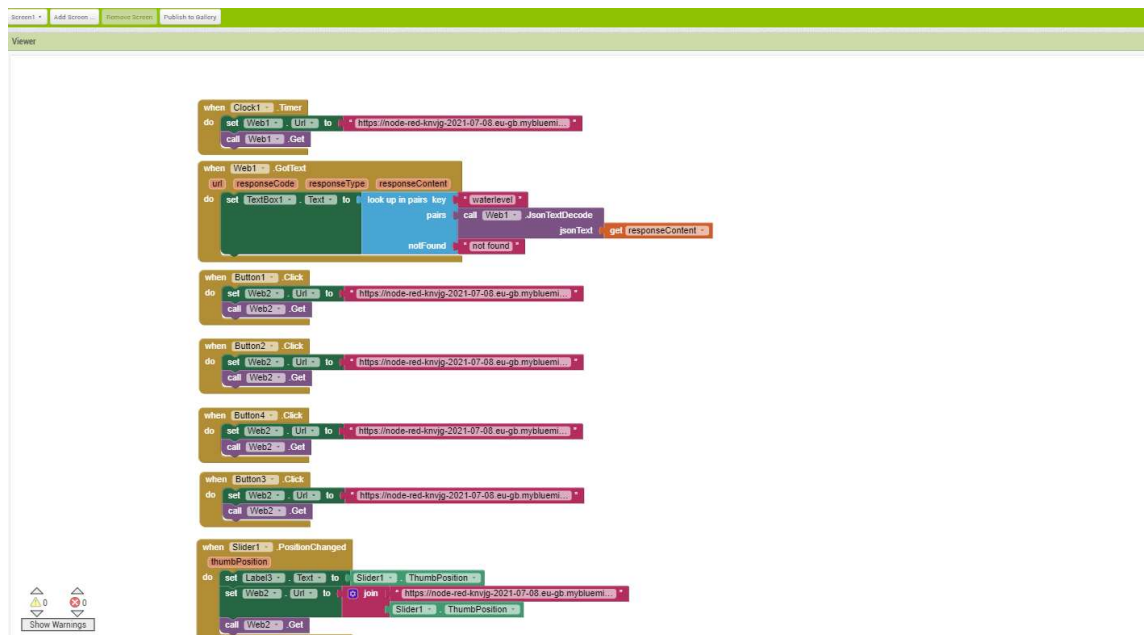 Screen1 Add Screen ... Remove Screen Publish to Gallery
Viewer
when Clock1 .Timer
do set Web1 . Url to " https://node-red-knvjg-2021-07-08.eu-gb.mybluemi... "
call Web1 .Get
when Web1 .GotText
url responseCode responseType responseContent
do set TextBox1 . Text to look up in pairs key " waterlevel "
pairs call Web1 .JsonTextDecode
jsonText get responseContent
notFound " not found "
when Button1 .Click
do set Web2 . Url to " https://node-red-knvjg-2021-07-08.eu-gb.mybluemi... "
call Web2 .Get
when Button2 .Click
do set Web2 . Url to " https://node-red-knvjg-2021-07-08.eu-gb.mybluemi... "
call Web2 .Get
when Button4 .Click
do set Web2 . Url to " https://node-red-knvjg-2021-07-08.eu-gb.mybluemi... "
call Web2 .Get
when Button3 .Click
do set Web2 . Url to " https://node-red-knvjg-2021-07-08.eu-gb.mybluemi... "
call Web2 .Get
when Slider1 .PositionChanged
thumbPosition
do set Label3 . Text to Slider1 . ThumbPosition
set Web2 . Url to join " https://node-red-knvjg-2021-07-08.eu-gb.mybluemi... "
Slider1 . ThumbPosition
call Web2 .Get
0 0
Show Warnings